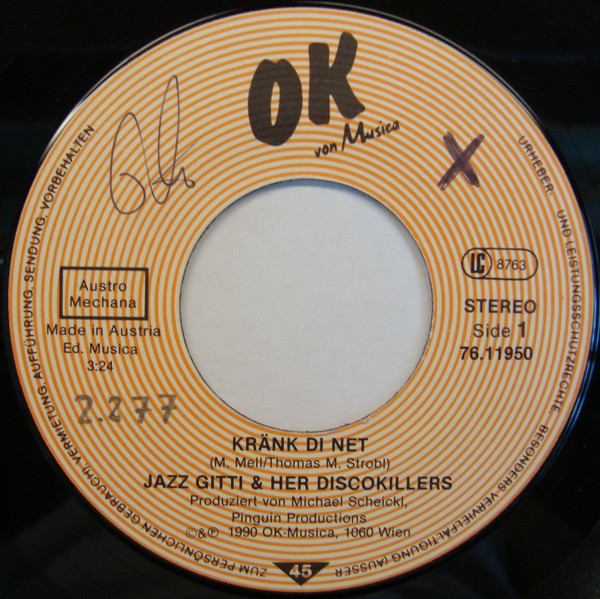 OK
von Musica
X
LC 8763
Austro
Mechana
Made in Austria
Ed. Musica
3:24
STEREO
Side 1
76.11950
2.277
KRÄNK DI NET
(M. Mell/Thomas M. Strobl)
JAZZ GITTI & HER DISCOKILLERS
Produziert von Michael Scheickl,
Pinguin Productions
©&℗ 1990 OK-Musica, 1060 Wien
45
URHEBER- UND LEISTUNGSSCHUTZRECHTE, BESONDERS VERVIELFÄLTIGUNG (AUSSER ZUM PERSÖNLICHEN GEBRAUCH), VERMIETUNG, AUFFÜHRUNG, SENDUNG, VORBEHALTEN